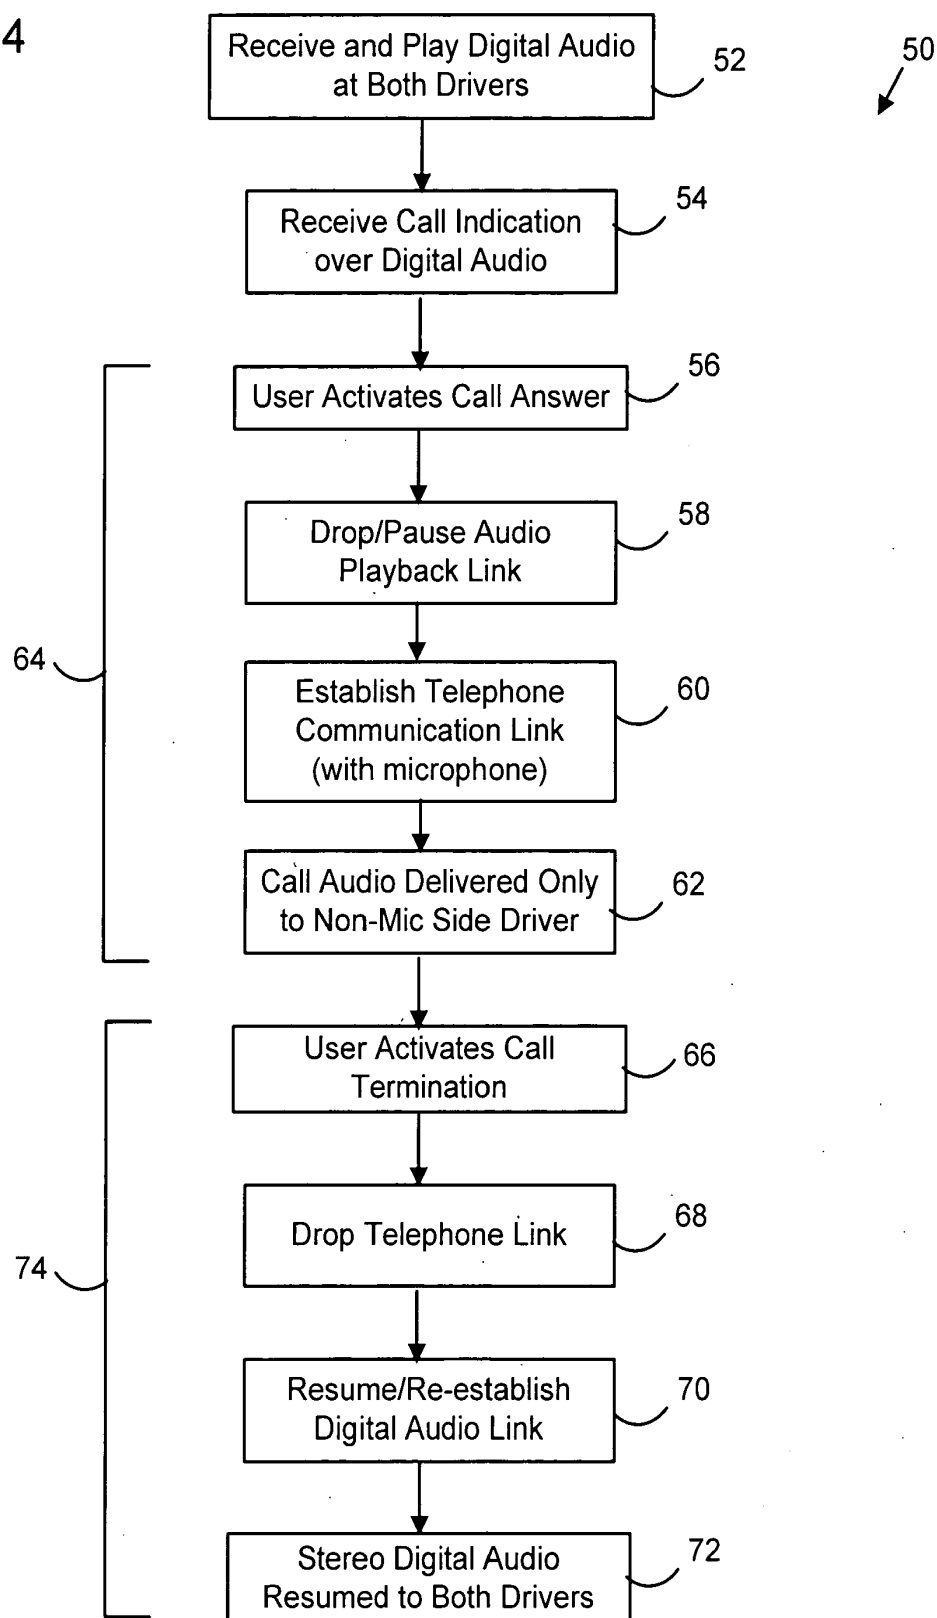 4
50
Receive and Play Digital Audio
at Both Drivers
52
Receive Call Indication
over Digital Audio
54
User Activates Call Answer
56
Drop/Pause Audio
Playback Link
58
64
Establish Telephone
Communication Link
(with microphone)
60
Call Audio Delivered Only
to Non-Mic Side Driver
62
User Activates Call
Termination
66
Drop Telephone Link
68
74
Resume/Re-establish
Digital Audio Link
70
Stereo Digital Audio
Resumed to Both Drivers
72